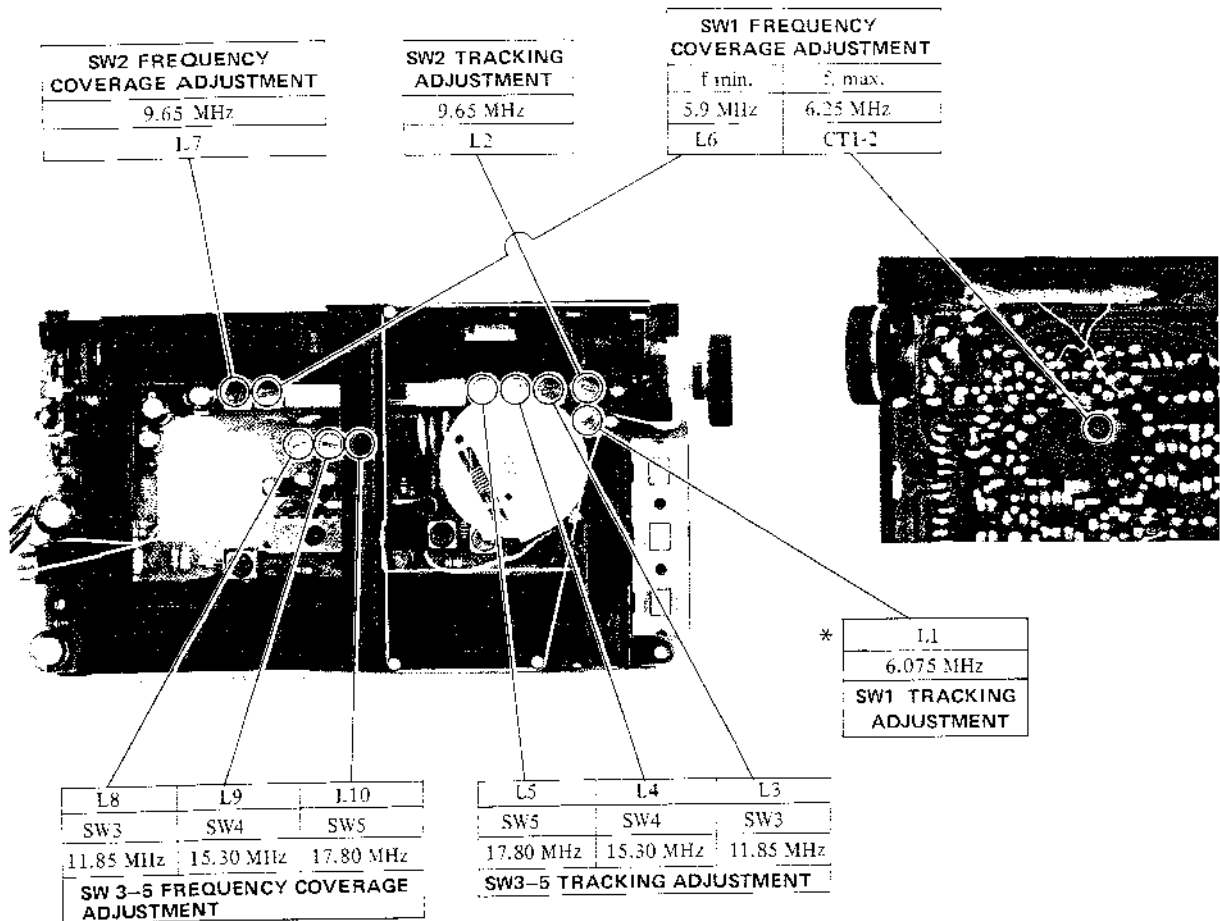 SW2 FREQUENCY
COVERAGE ADJUSTMENT
9.65 MHz
L7
SW2 TRACKING
ADJUSTMENT
9.65 MHz
L2
SW1 FREQUENCY
COVERAGE ADJUSTMENT
f min. f. max.
5.9 MHz 6.25 MHz
L6 CT1-2
* L1
6.075 MHz
SW1 TRACKING
ADJUSTMENT
L8 L9 L10
SW3 SW4 SW5
11.85 MHz 15.30 MHz 17.80 MHz
SW 3-5 FREQUENCY COVERAGE
ADJUSTMENT
L5 L4 L3
SW5 SW4 SW3
17.80 MHz 15.30 MHz 11.85 MHz
SW3-5 TRACKING ADJUSTMENT